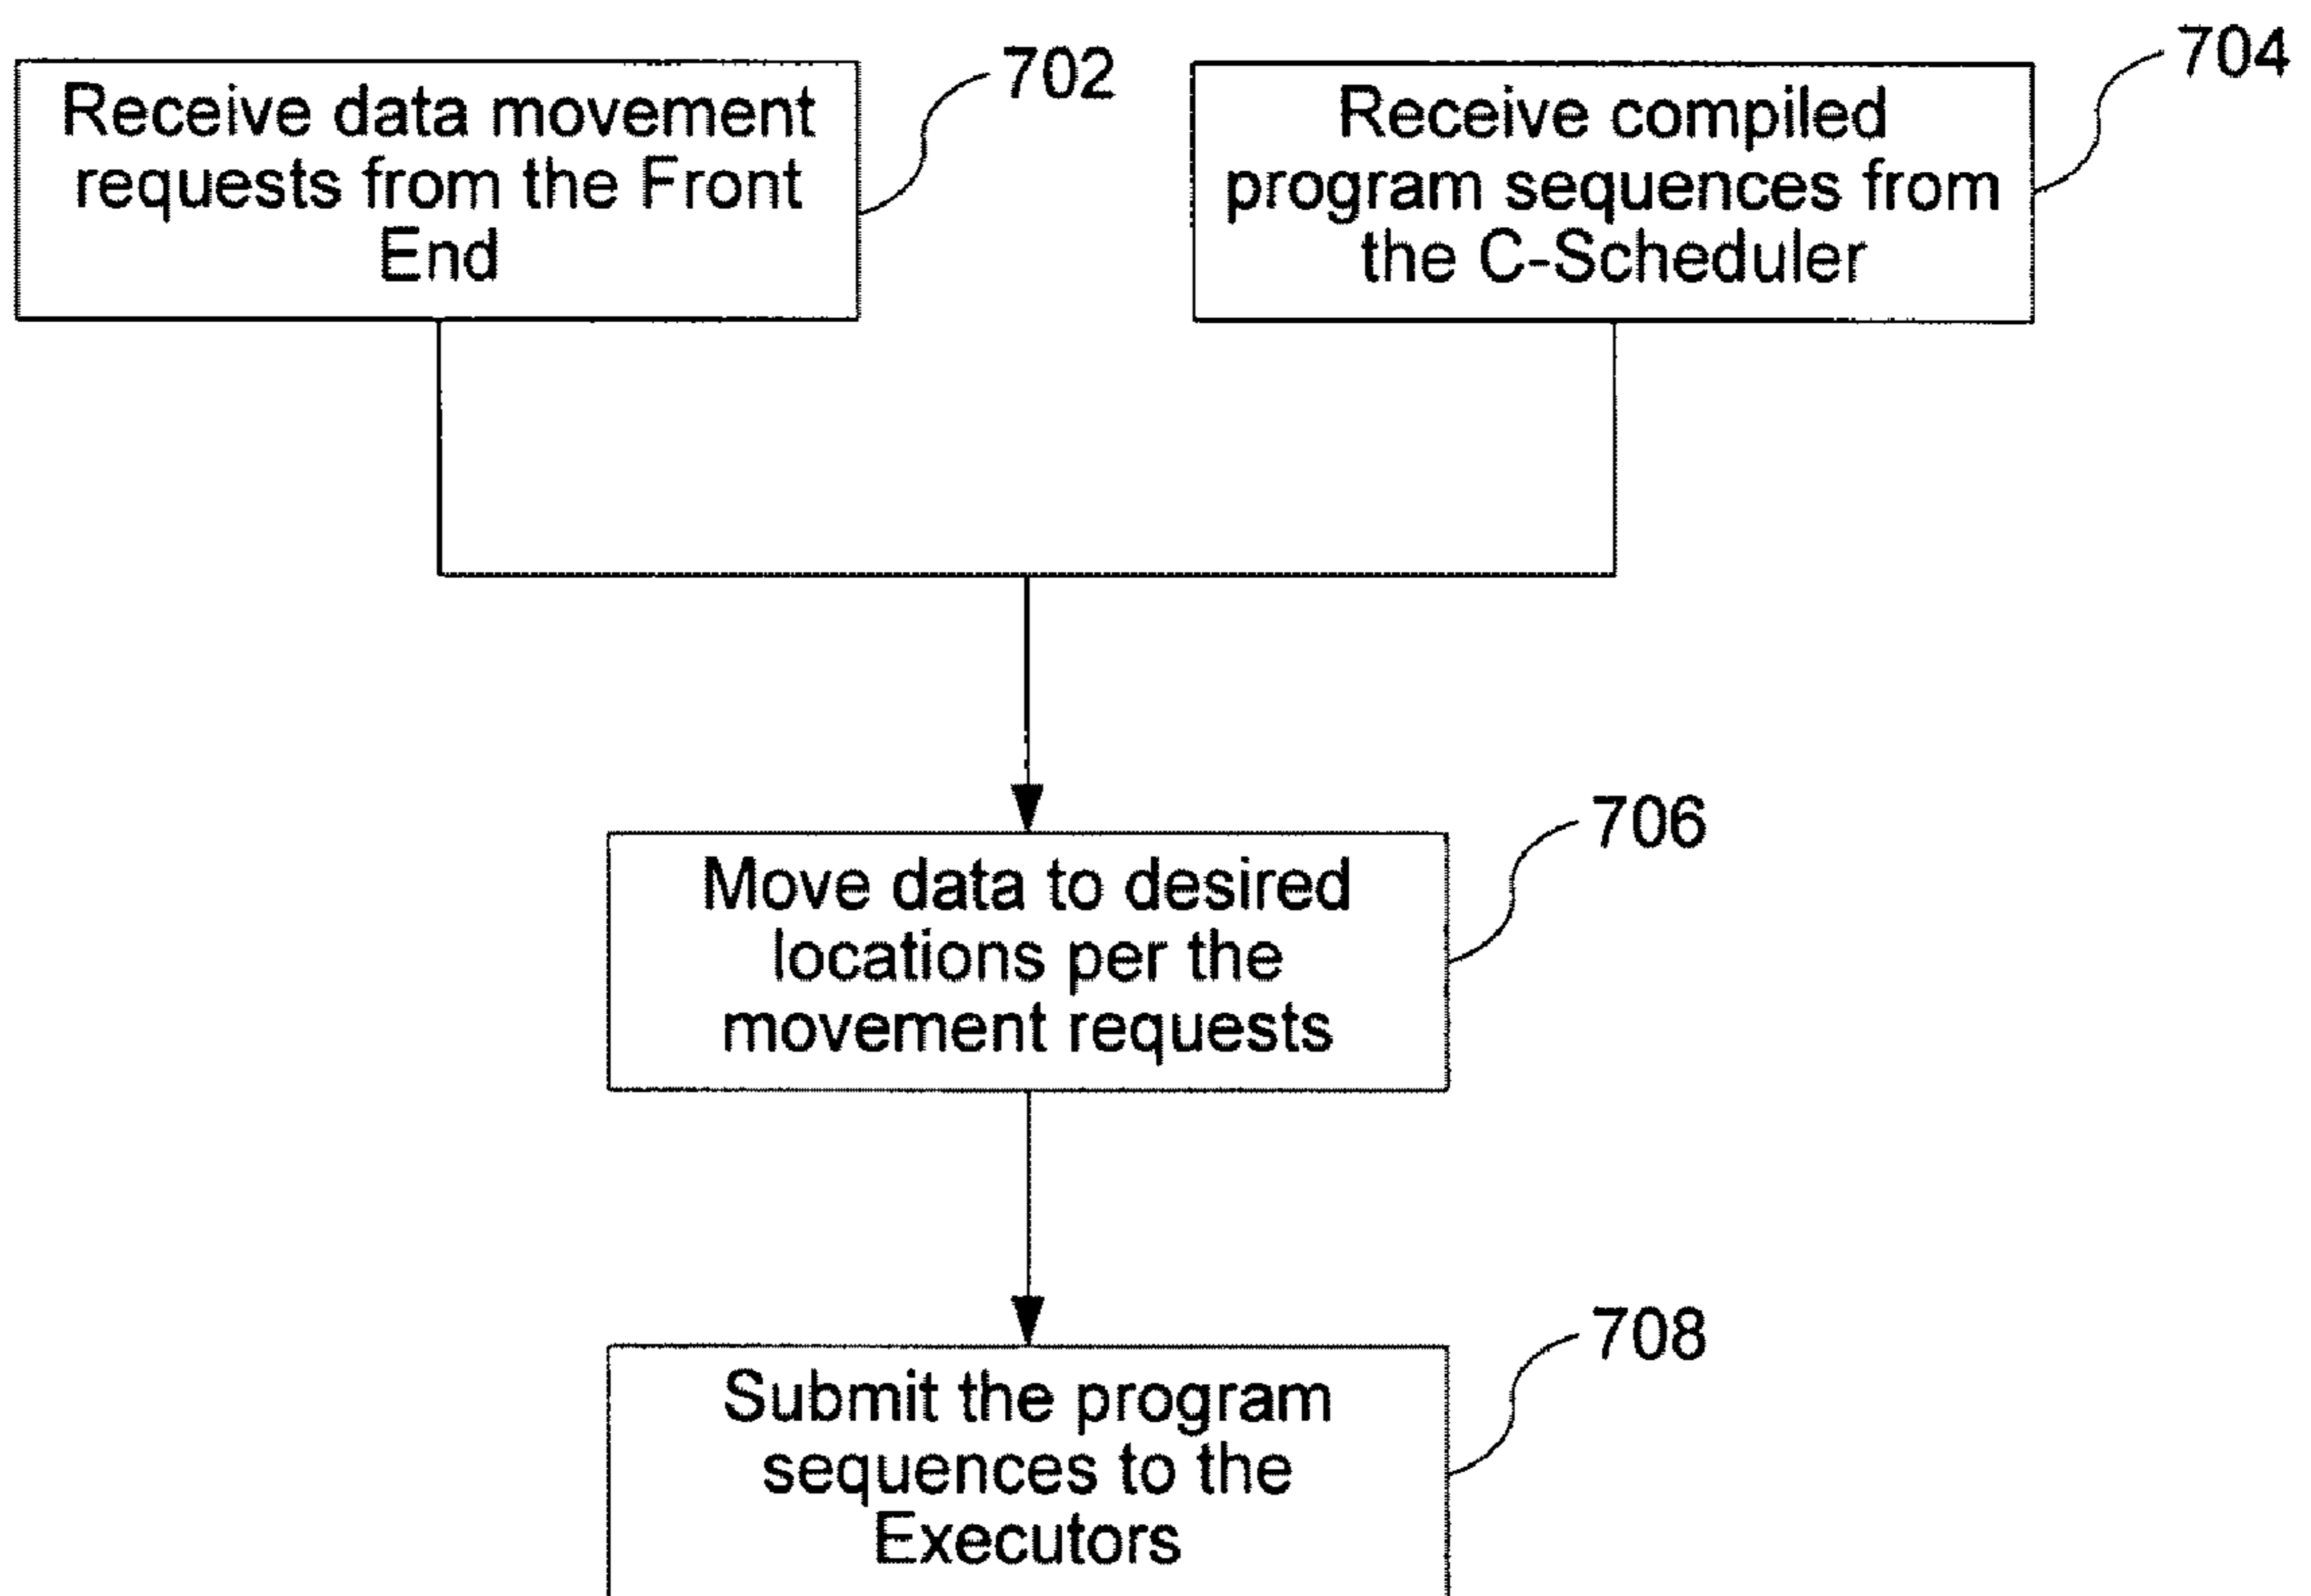 Receive data movement
requests from the Front
End
702
Receive compiled
program sequences from
the C-Scheduler
704
Move data to desired
locations per the
movement requests
706
Submit the program
sequences to the
Executors
708